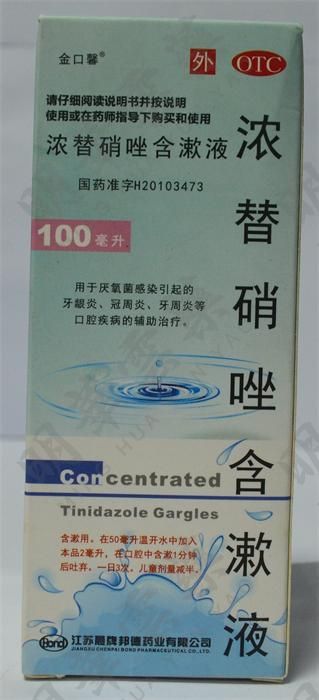 金口馨®
外
OTC
请仔细阅读说明书并按说明
使用或在药师指导下购买和使用
浓替硝唑含漱液
国药准字H20103473
100毫升
用于厌氧菌感染引起的
牙龈炎、冠周炎、牙周炎等
口腔疾病的辅助治疗。
浓替硝唑含漱液
Concentrated
Tinidazole Gargles
含漱用。在50毫升温开水中加入
本品2毫升，在口腔中含漱1分钟
后吐弃。一日3次。儿童剂量减半。
Bond
江苏晨牌邦德药业有限公司
JIANGXU CHENPAI BOND PHARMACEUTICAL CO.,LTD.